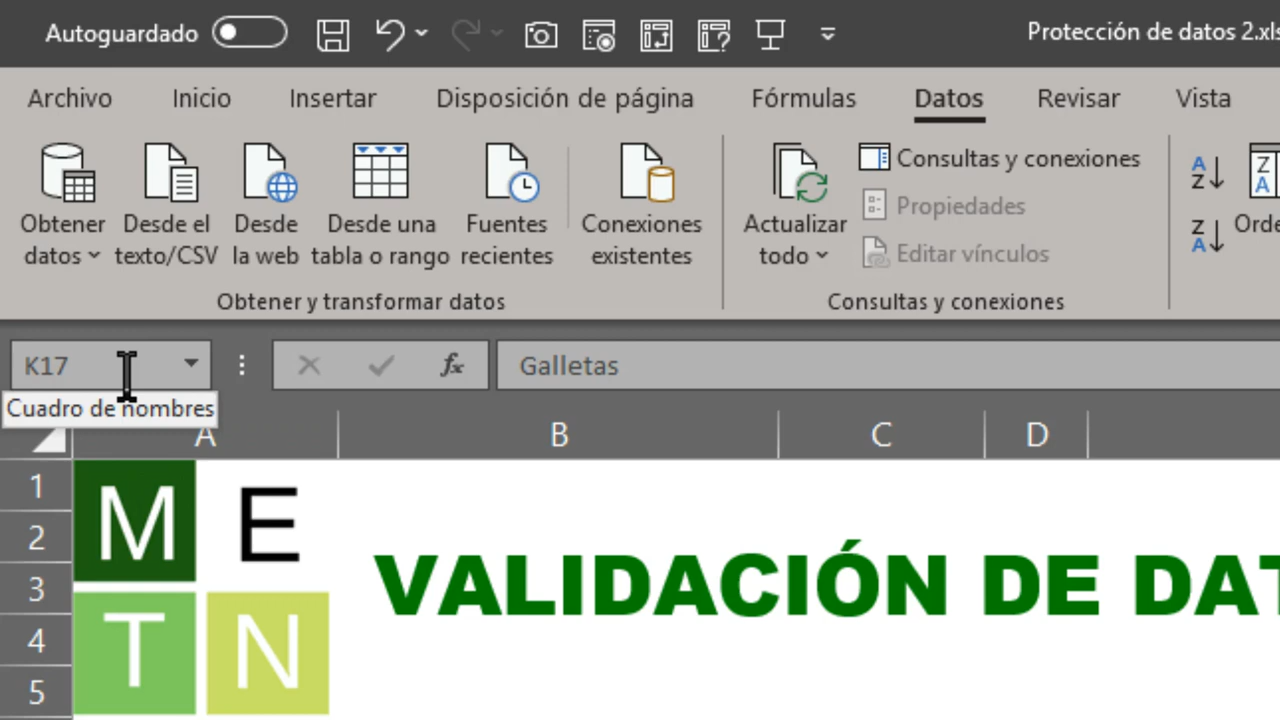 Autoguardado
Protección de datos 2.xls
Archivo Inicio Insertar Disposición de página Fórmulas Datos Revisar Vista
Obtener datos
Desde el texto/CSV
Desde la web
Desde una tabla o rango
Fuentes recientes
Conexiones existentes
Obtener y transformar datos
Actualizar todo
Consultas y conexiones
Propiedades
Editar vínculos
Consultas y conexiones
A Z
Z A
Z A
Orde
K17
fx
Galletas
Cuadro de nombres
A B C D
1
2
3
4
5
M E
T N
VALIDACIÓN DE DAT